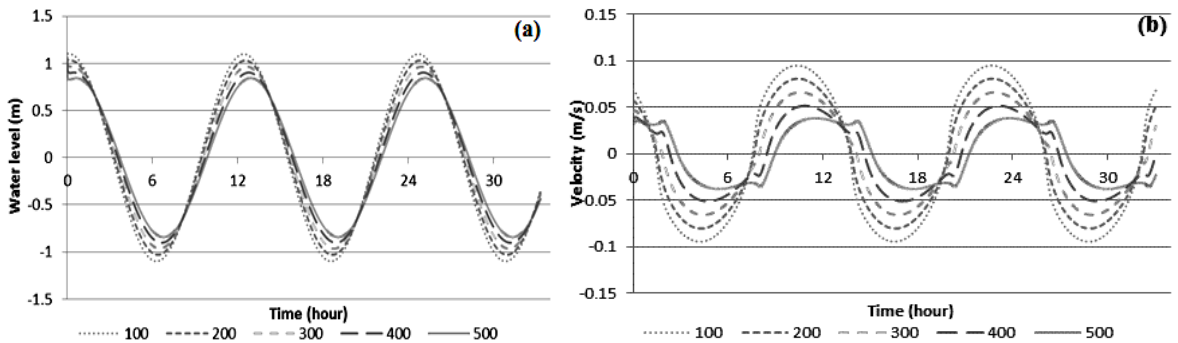 (a)
1.5
1
0.5
0
-0.5
-1
-1.5
Water level (m)
0 6 12 18 24 30
Time (hour)
100 200 300 400 500
(b)
0.15
0.1
0.05
0
-0.05
-0.1
-0.15
Velocity (m/s)
0 6 12 18 24 30
Time (hour)
100 200 300 400 500